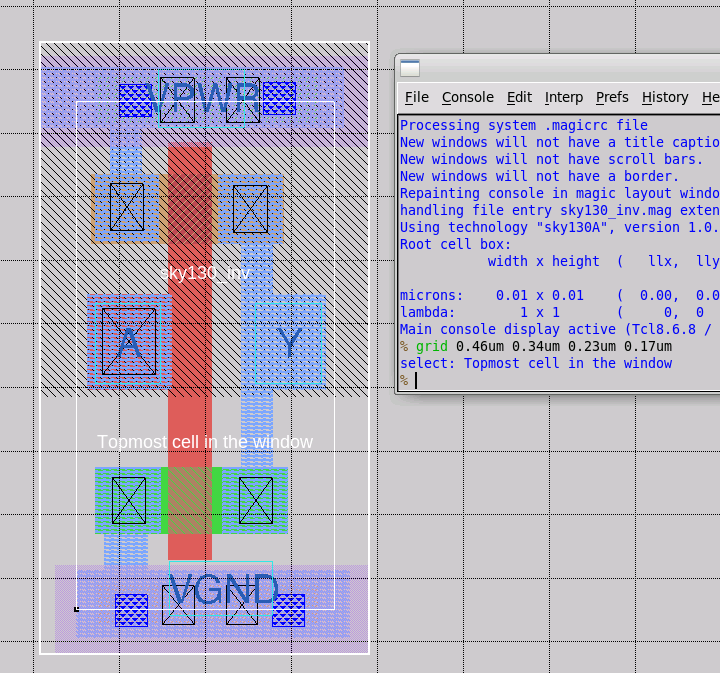 VPWR
sky130_inv
A
Y
Topmost cell in the window
VGND
File Console Edit Interp Prefs History He
Processing system .magicrc file
New windows will not have a title captio
New windows will not have scroll bars.
New windows will not have a border.
Repainting console in magic layout windo
handling file entry sky130_inv.mag exten
Using technology "sky130A", version 1.0.
Root cell box:
width x height ( llx, lly
microns: 0.01 x 0.01 ( 0.00, 0.0
lambda: 1 x 1 ( 0, 0
Main console display active (Tcl8.6.8 /
% grid 0.46um 0.34um 0.23um 0.17um
select: Topmost cell in the window
%